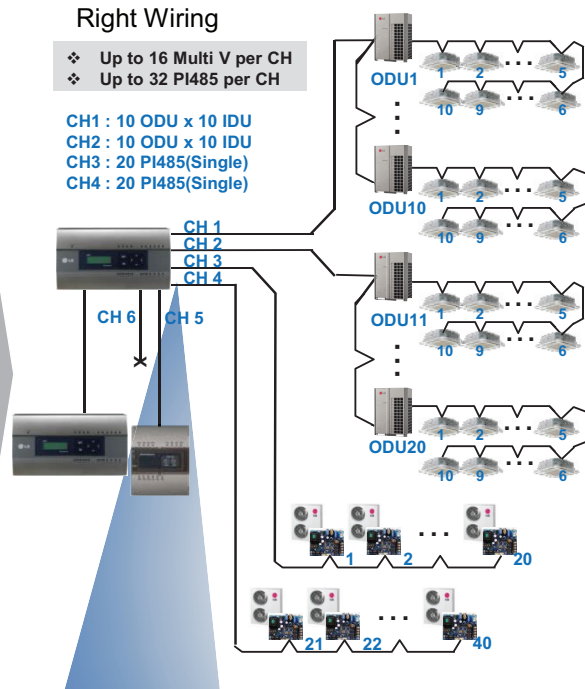 Right Wiring
❖ Up to 16 Multi V per CH
❖ Up to 32 PI485 per CH
CH1 : 10 ODU x 10 IDU
CH2 : 10 ODU x 10 IDU
CH3 : 20 PI485(Single)
CH4 : 20 PI485(Single)
ODU1
1 2 5
10 9 6
ODU10
1 2 5
10 9 6
CH 1
CH 2
CH 3
CH 4
CH 6
CH 5
ODU11
1 2 5
10 9 6
ODU20
1 2 5
10 9 6
1 2 20
21 22 40